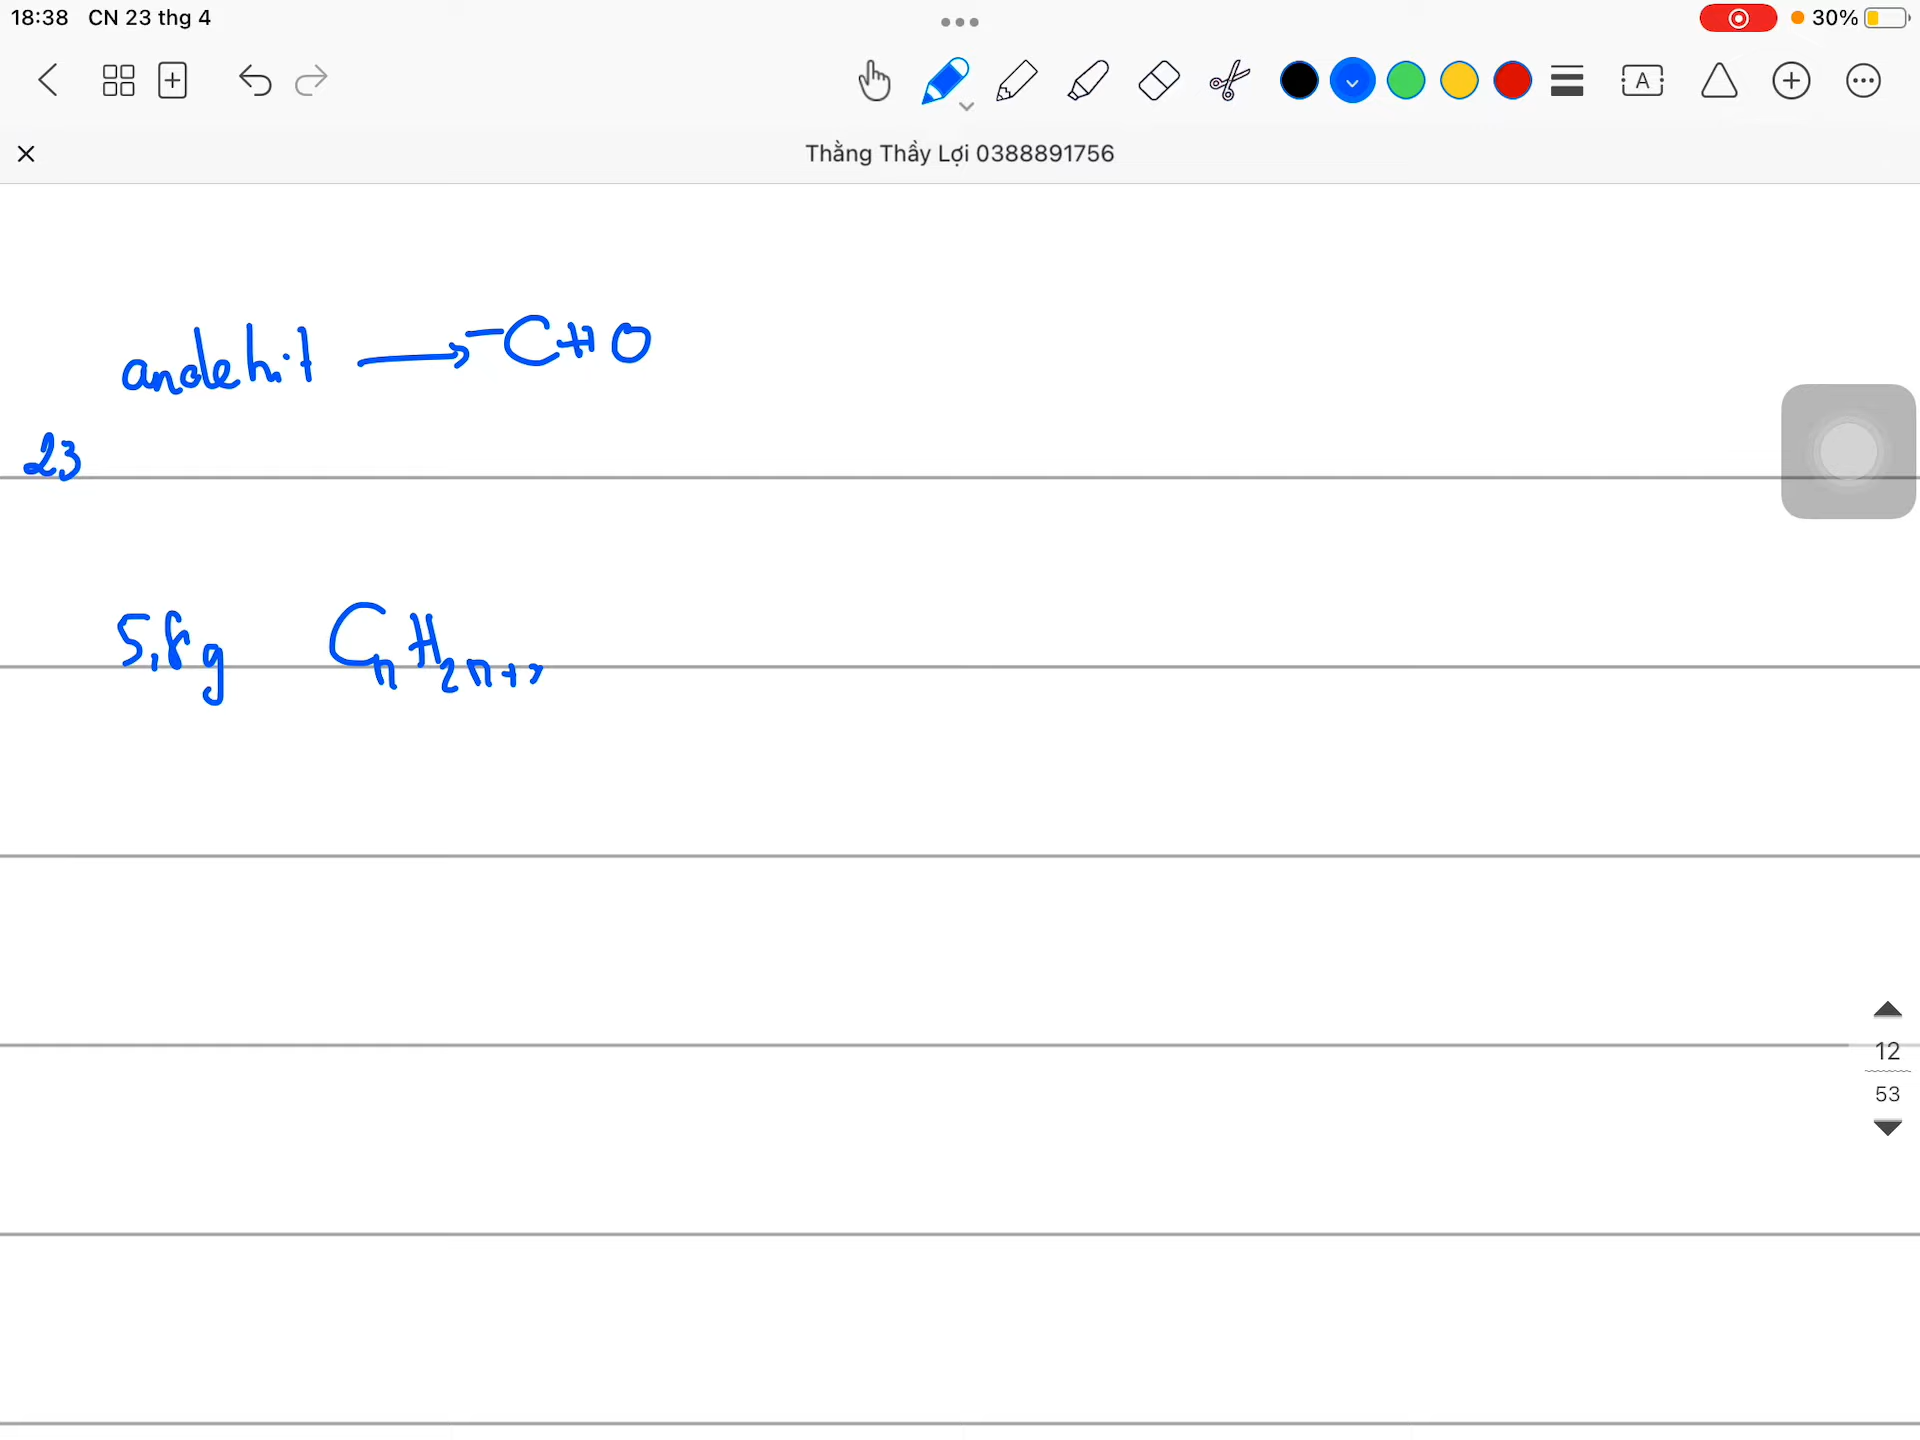 18:38 CN 23 thg 4
30%
A
Thằng Thầy Lợi 0388891756
andehit → -CHO
23
5,8g CnH2n+2
12
53